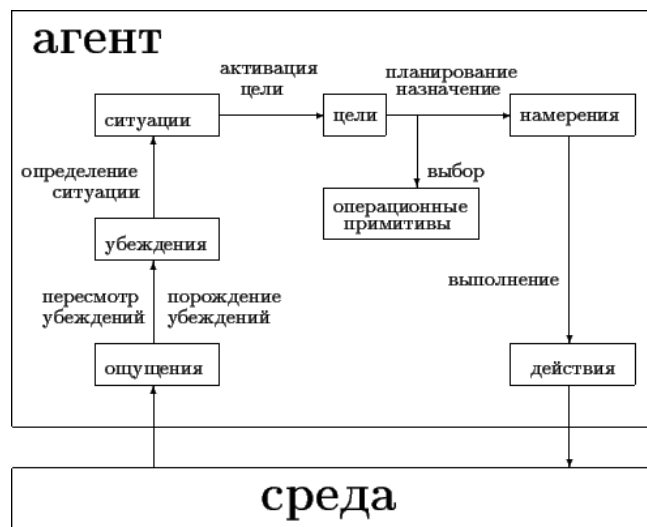 агент
активация
цели
планирование
назначение
ситуации
цели
намерения
определение
ситуации
выбор
операционные
примитивы
убеждения
выполнение
пересмотр
убеждений
порождение
убеждений
ощущения
действия
среда